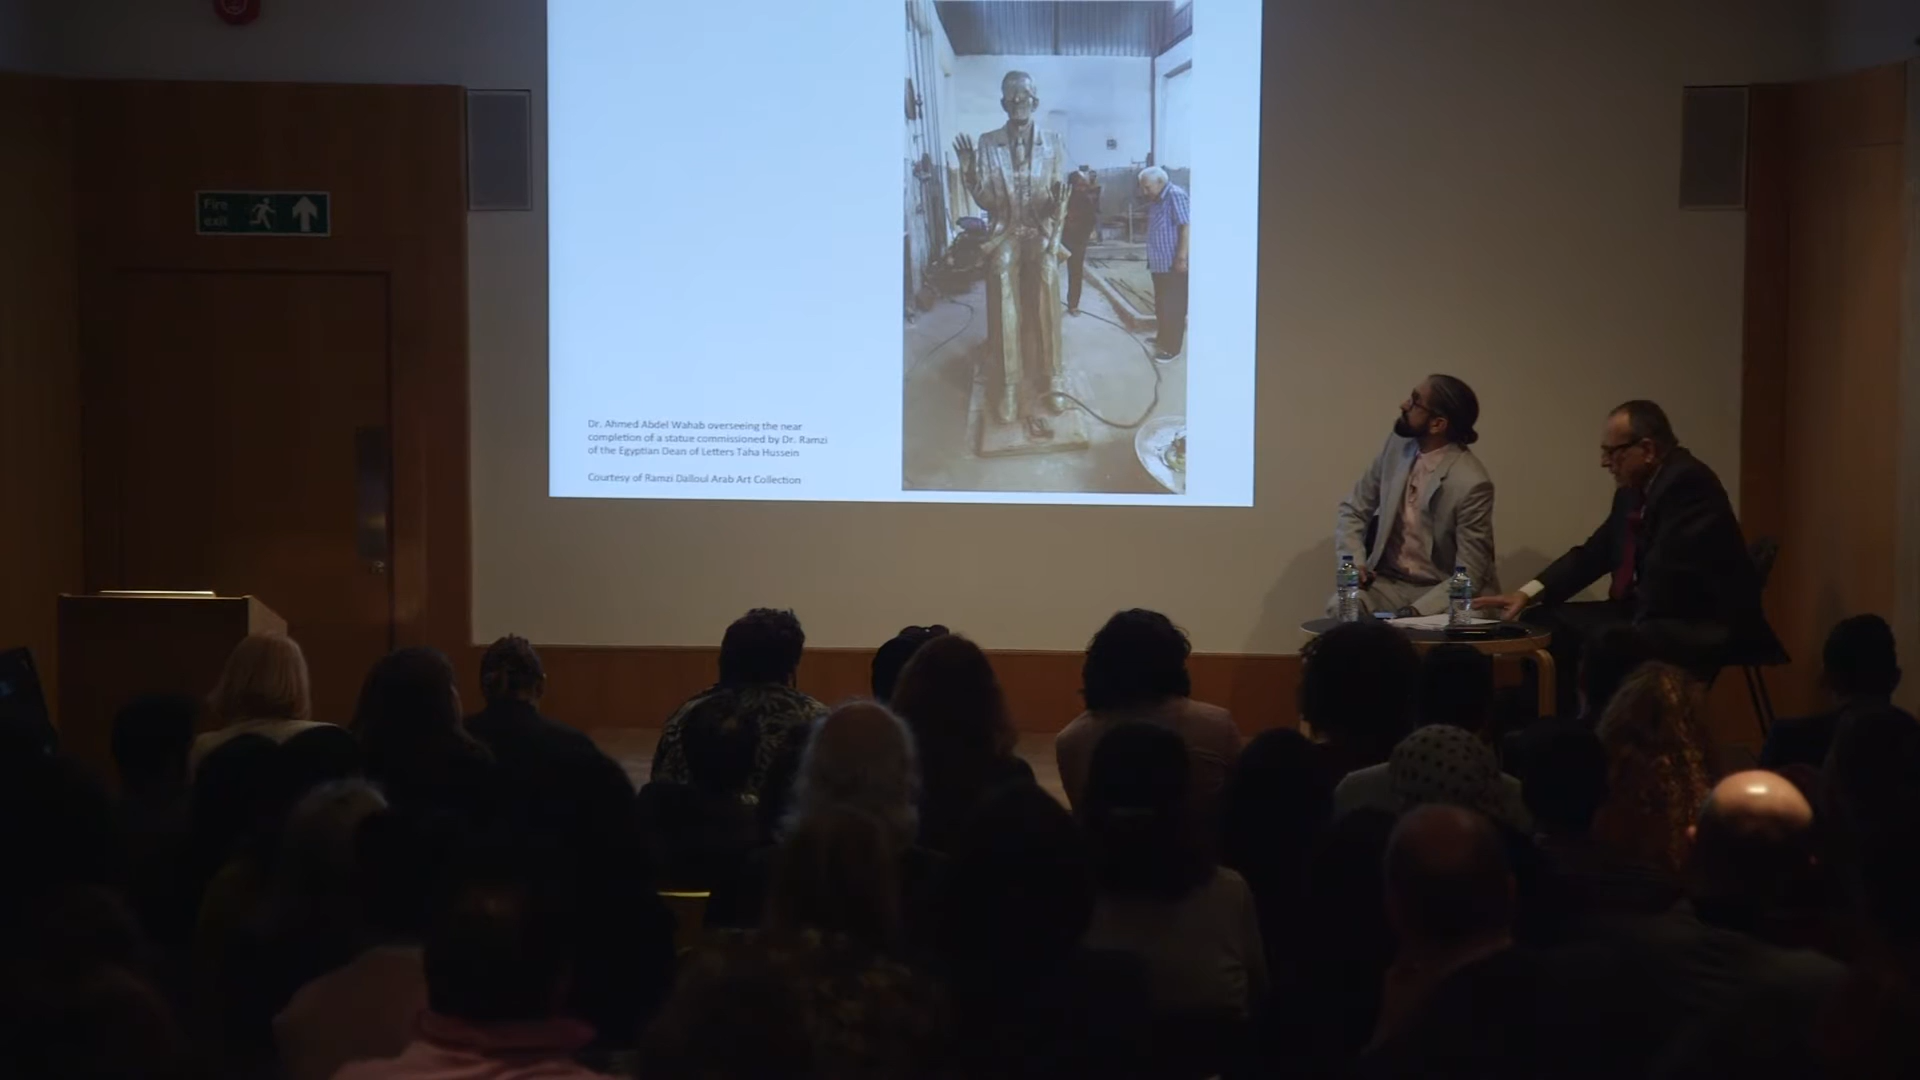 Fire
exit
Dr. Ahmed Abdel Wahab overseeing the near
completion of a statue commissioned by Dr. Ramzi
of the Egyptian Dean of Letters Taha Hussein
Courtesy of Ramzi Dalloul Arab Art Collection